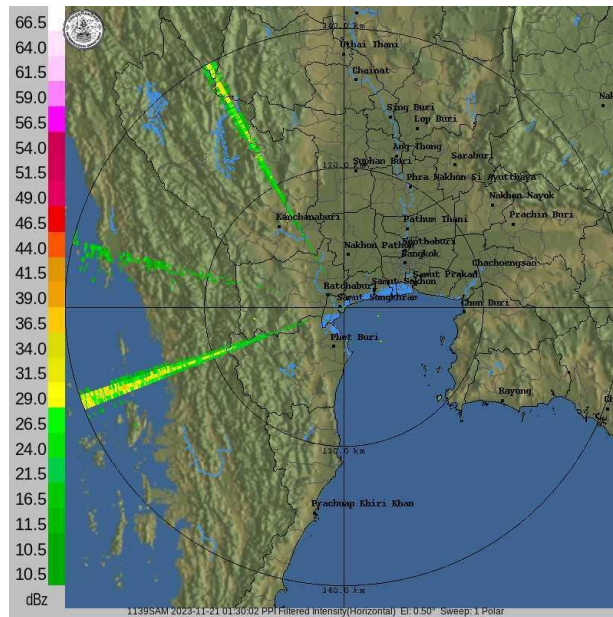 66.5
64.0
61.5
59.0
56.5
54.0
51.5
49.0
46.5
44.0
41.5
39.0
36.5
34.0
31.5
29.0
26.5
24.0
21.5
16.5
11.5
10.5
10.5
dBz
240.0 km
Uthai Thani
Chainat
Sing Buri
Lop Buri
Ang Thong
Saraburi
120.0 km
Suphan Buri
Phra Nakhon Si Ayutthaya
Nakhon Nayok
Prachin Buri
Kanchanaburi
Pathum Thani
Nonthaburi
Nakhon Pathom
Bangkok
Chachoengsao
Samut Prakan
Samut Sakhon
Ratchaburi
Samut Songkhram
Chon Buri
Phet Buri
Rayong
120.0 km
Prachuap Khiri Khan
240.0 km
1139SAM 2023-11-21 01:30:02 PPI Filtered Intensity(Horizontal) El: 0.50° Sweep: 1 Polar